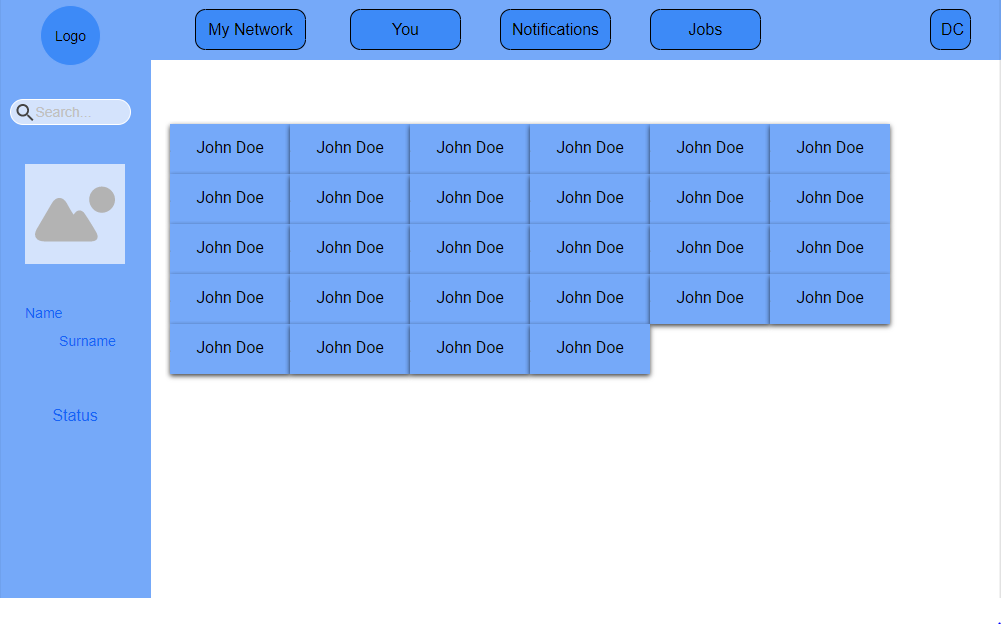 Logo
My Network You Notifications Jobs DC
Search...
John Doe John Doe John Doe John Doe John Doe John Doe
John Doe John Doe John Doe John Doe John Doe John Doe
John Doe John Doe John Doe John Doe John Doe John Doe
John Doe John Doe John Doe John Doe John Doe John Doe
John Doe John Doe John Doe John Doe
Name
Surname
Status